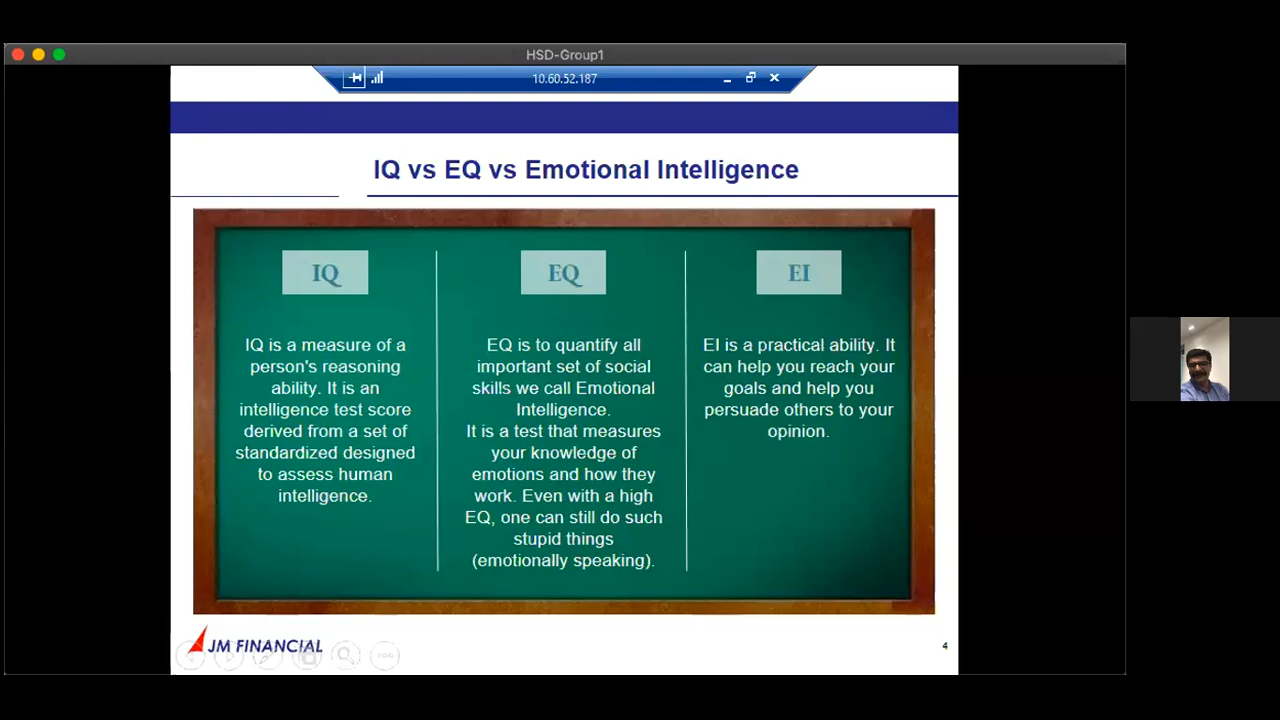 HSD-Group1
10.60.52.187
IQ vs EQ vs Emotional Intelligence
IQ
IQ is a measure of a
person's reasoning
ability. It is an
intelligence test score
derived from a set of
standardized designed
to assess human
intelligence.
EQ
EQ is to quantify all
important set of social
skills we call Emotional
Intelligence.
It is a test that measures
your knowledge of
emotions and how they
work. Even with a high
EQ, one can still do such
stupid things
(emotionally speaking).
EI
EI is a practical ability. It
can help you reach your
goals and help you
persuade others to your
opinion.
JM FINANCIAL
4